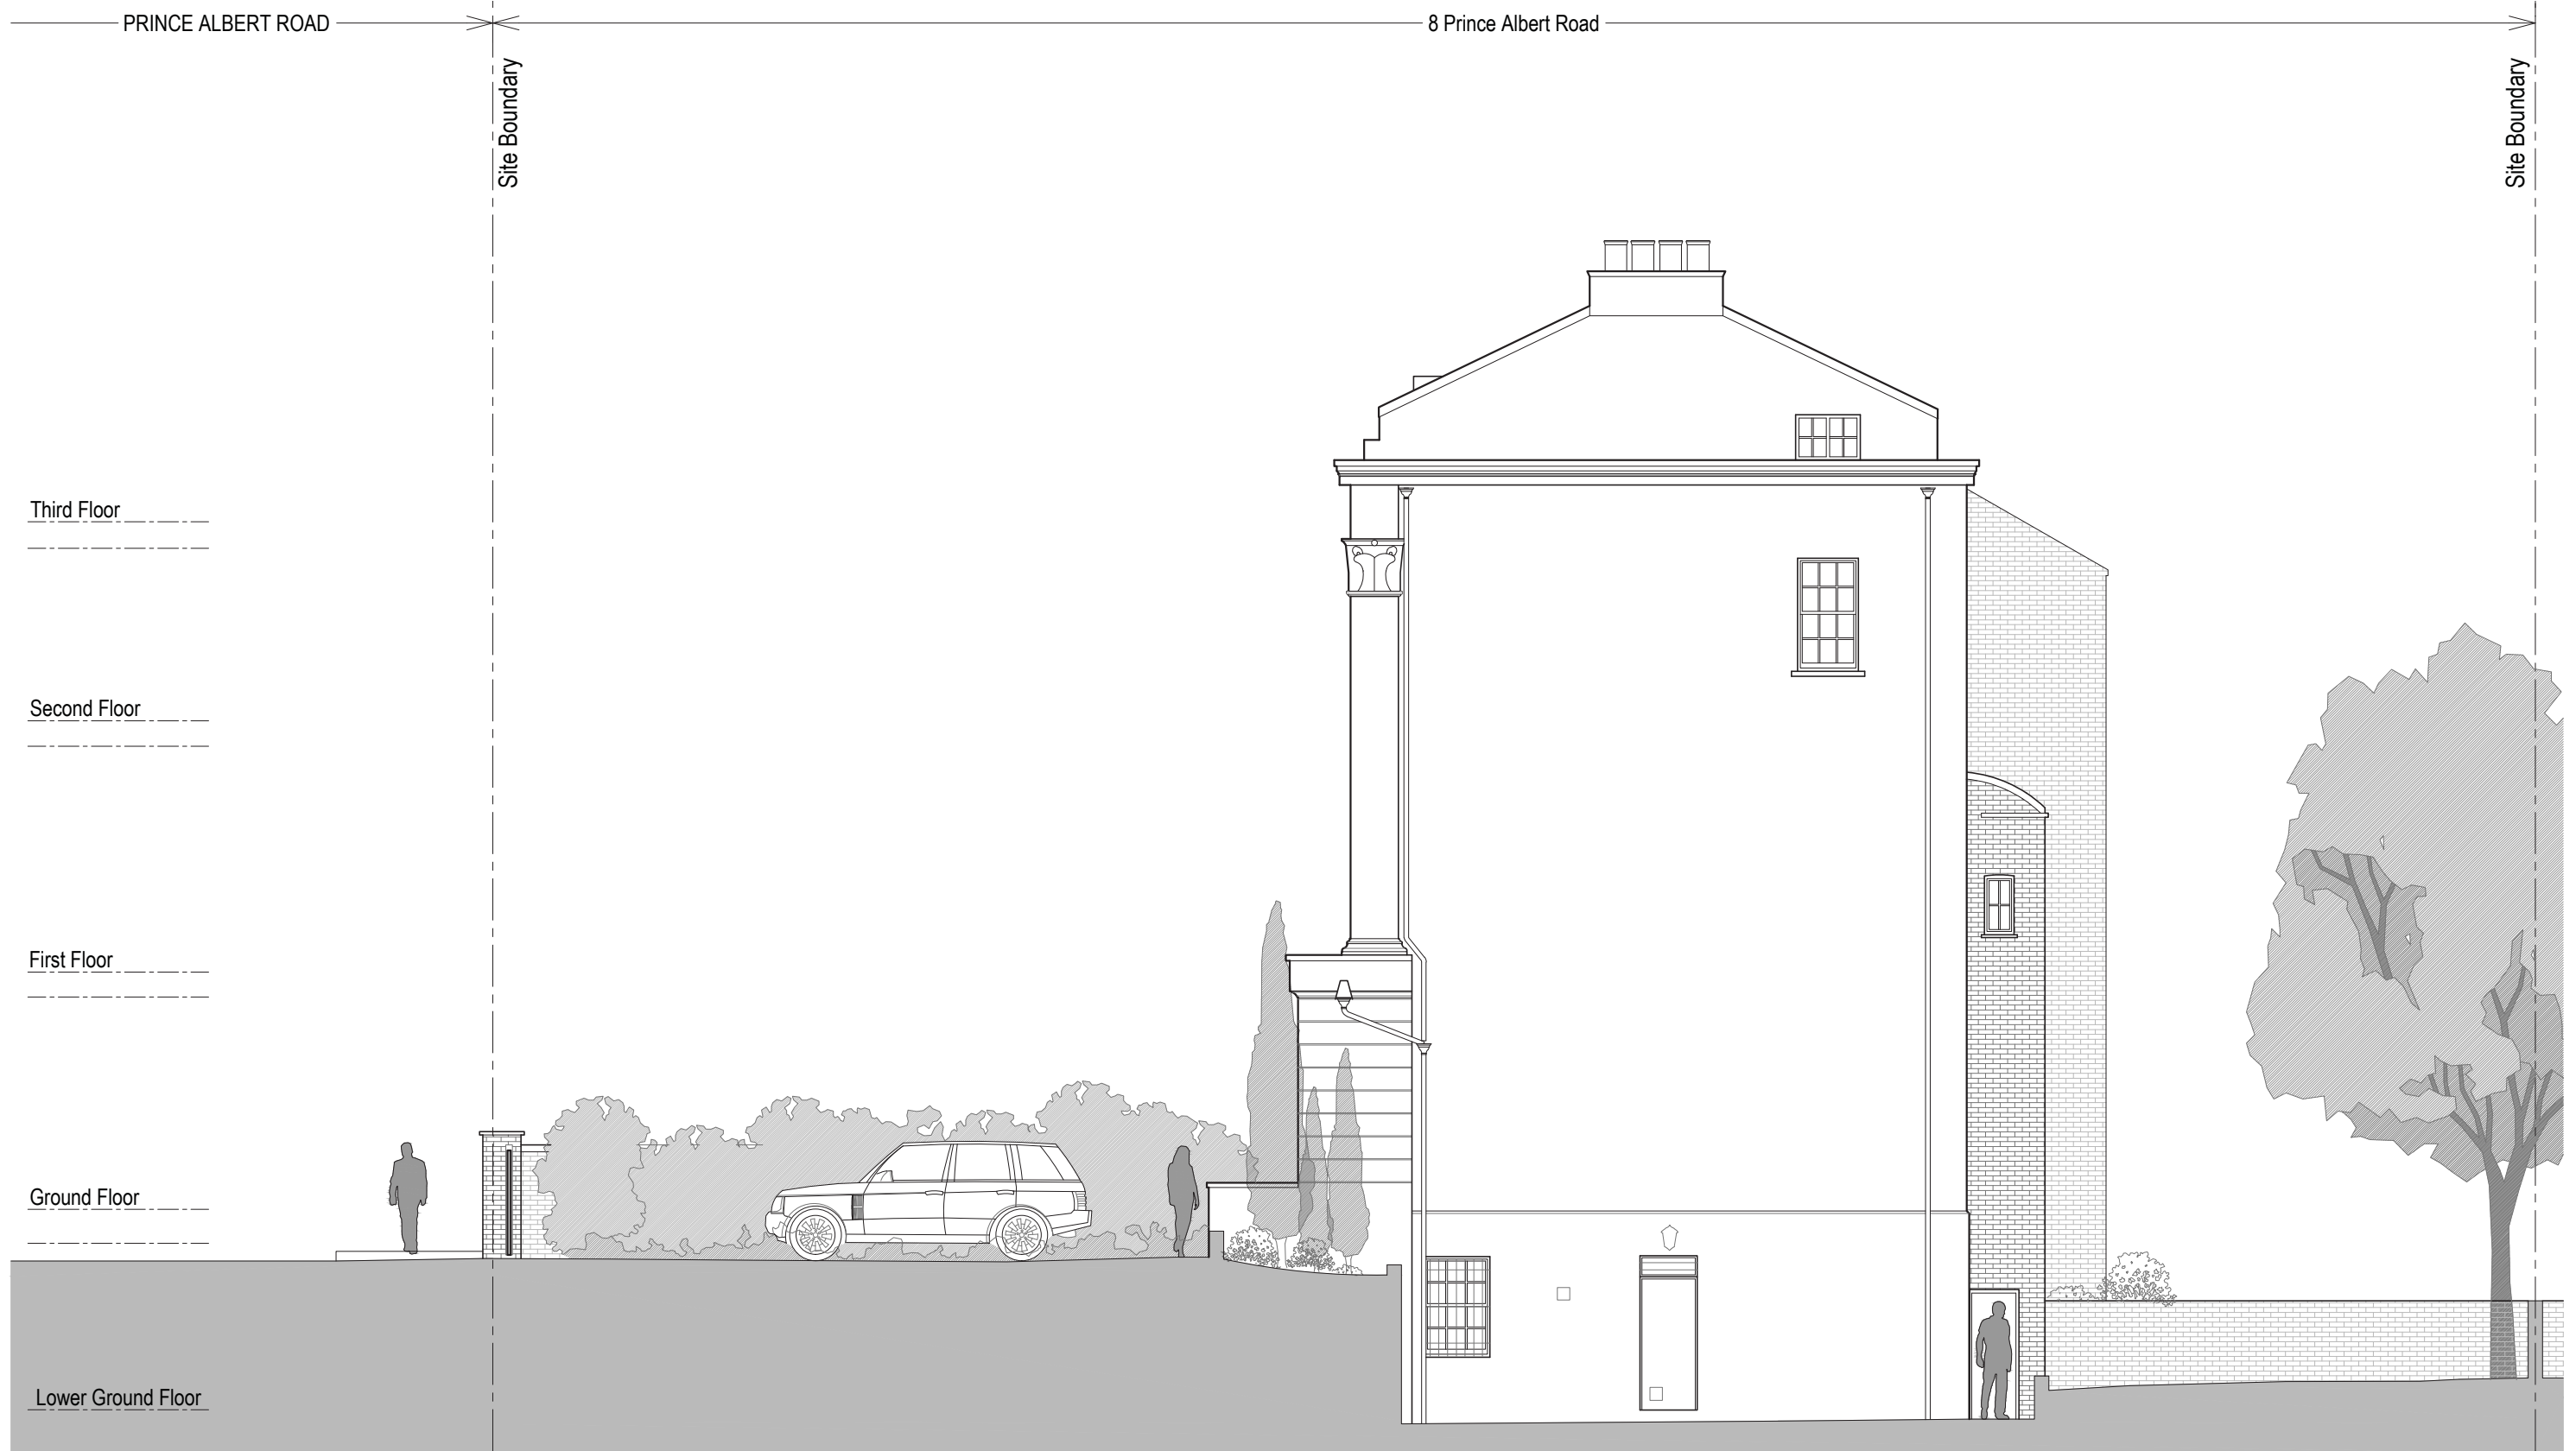 PRINCE ALBERT ROAD
8 Prince Albert Road
Site Boundary
Site Boundary
Third Floor
Second Floor
First Floor
Ground Floor
Lower Ground Floor